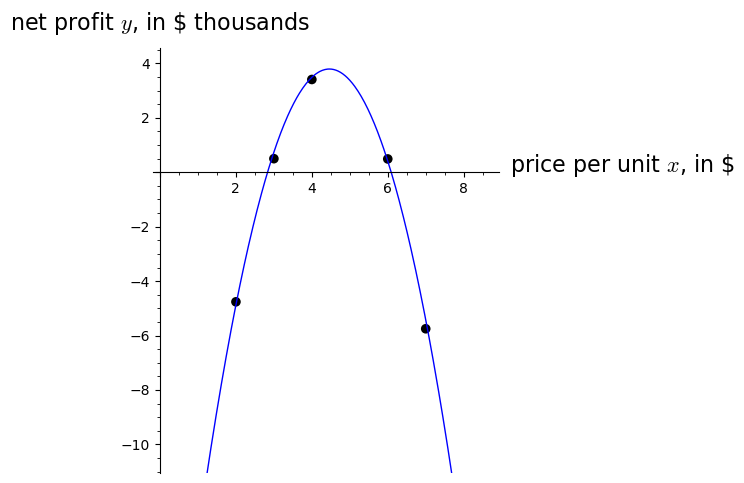 net profit y, in $ thousands
4
2
price per unit x, in $
2 4 6 8
−2
−4
−6
−8
−10